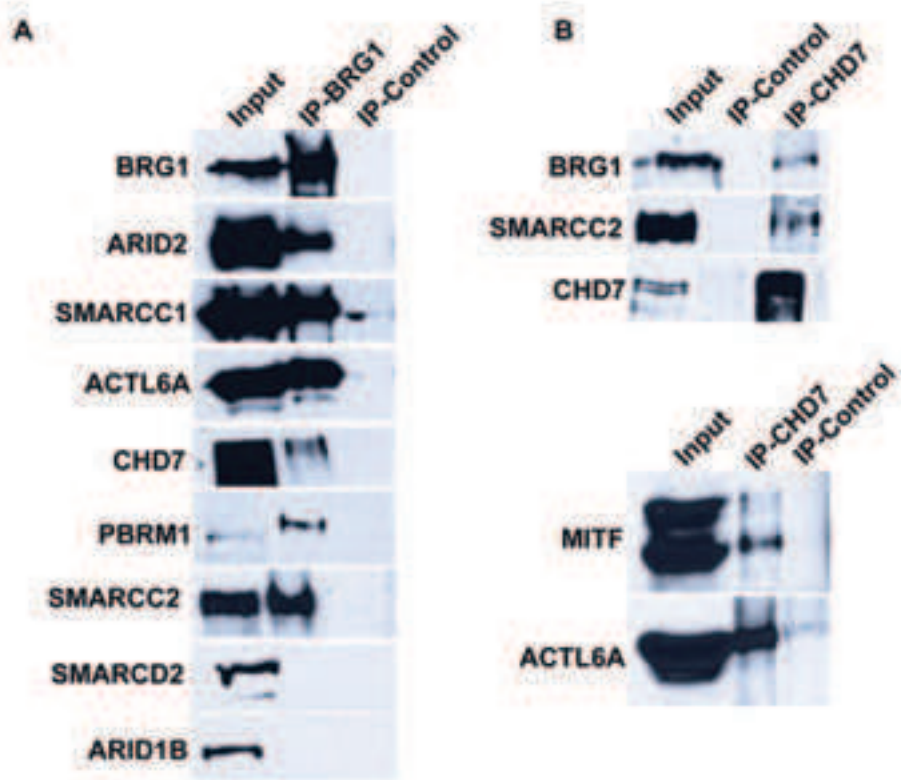 A
Input IP-BRG1 IP-Control
BRG1
ARID2
SMARCC1
ACTL6A
CHD7
PBRM1
SMARCC2
SMARCD2
ARID1B
B
Input IP-Control IP-CHD7
BRG1
SMARCC2
CHD7
Input IP-CHD7 IP-Control
MITF
ACTL6A